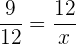 9/12 = 12/x